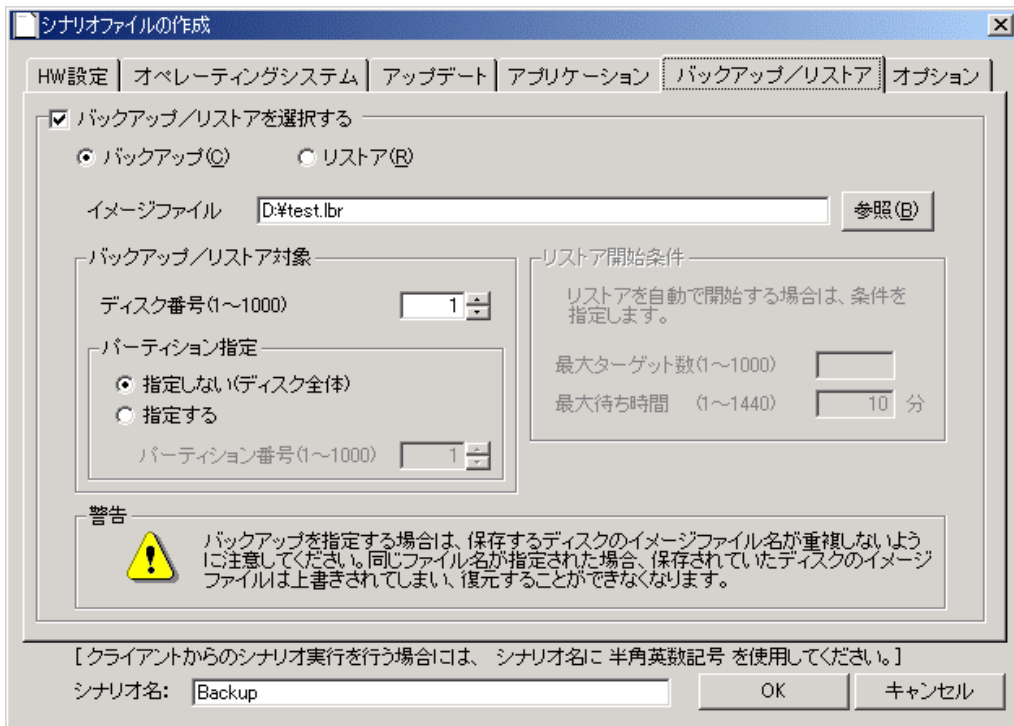 シナリオファイルの作成
HW設定 オペレーティングシステム アップデート アプリケーション バックアップ／リストア オプション
バックアップ／リストアを選択する
バックアップ(C) リストア(R)
イメージファイル D:¥test.lbr 参照(B)
バックアップ／リストア対象
ディスク番号(1～1000) 1
パーティション指定
指定しない(ディスク全体)
指定する
パーティション番号(1～1000) 1
リストア開始条件
リストアを自動で開始する場合は、条件を
指定します。
最大ターゲット数(1～1000)
最大待ち時間 (1～1440) 10 分
警告
バックアップを指定する場合は、保存するディスクのイメージファイル名が重複しないよう
に注意してください。同じファイル名が指定された場合、保存されていたディスクのイメージ
ファイルは上書きされてしまい、復元することができなくなります。
[ クライアントからのシナリオ実行を行う場合には、 シナリオ名に 半角英数記号 を使用してください。]
シナリオ名: Backup OK キャンセル